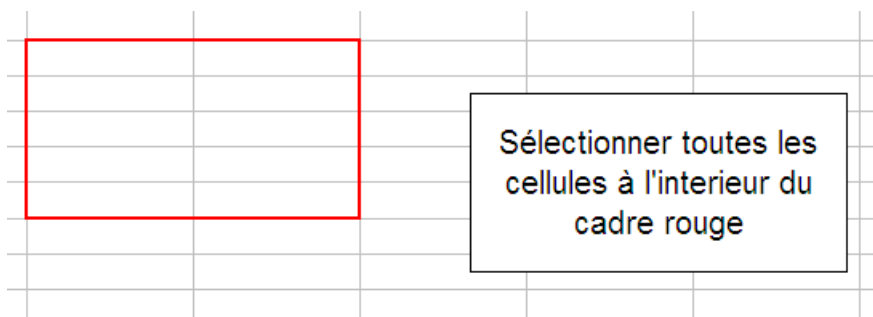 Sélectionner toutes les
cellules à l'interieur du
cadre rouge